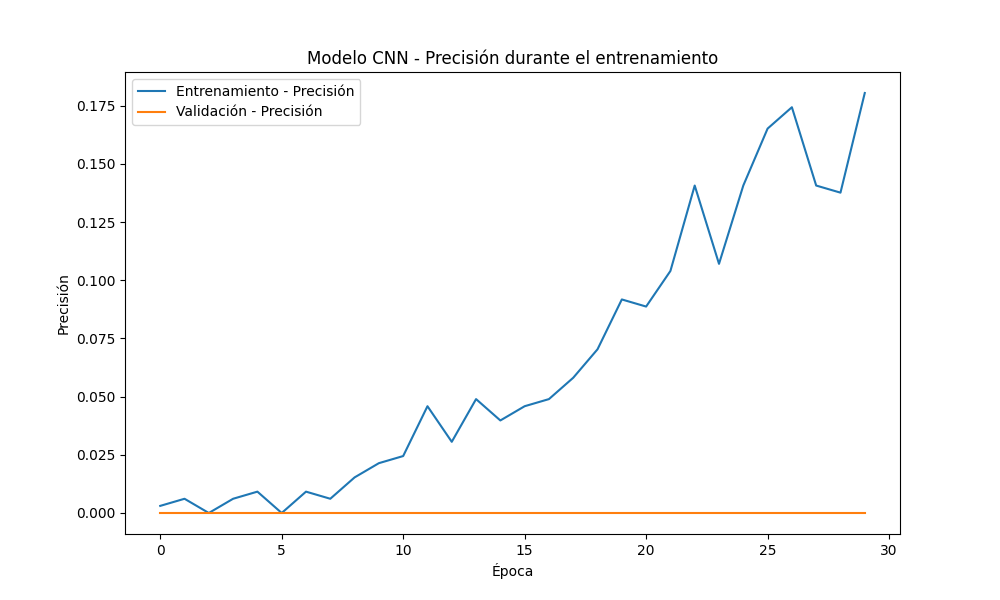 Modelo CNN - Precisión durante el entrenamiento
Entrenamiento - Precisión
Validación - Precisión
0.175
0.150
0.125
0.100
0.075
0.050
0.025
0.000
Precisión
0 5 10 15 20 25 30
Época